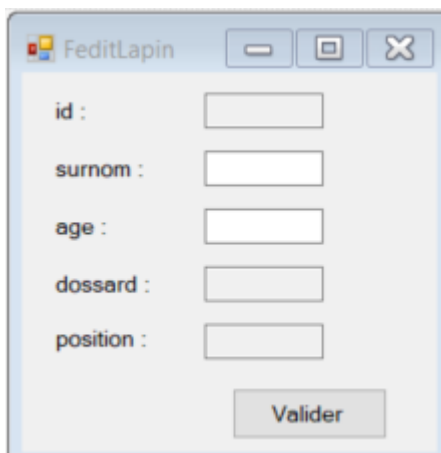 FeditLapin
id :
surnom :
age :
dossard :
position :
Valider